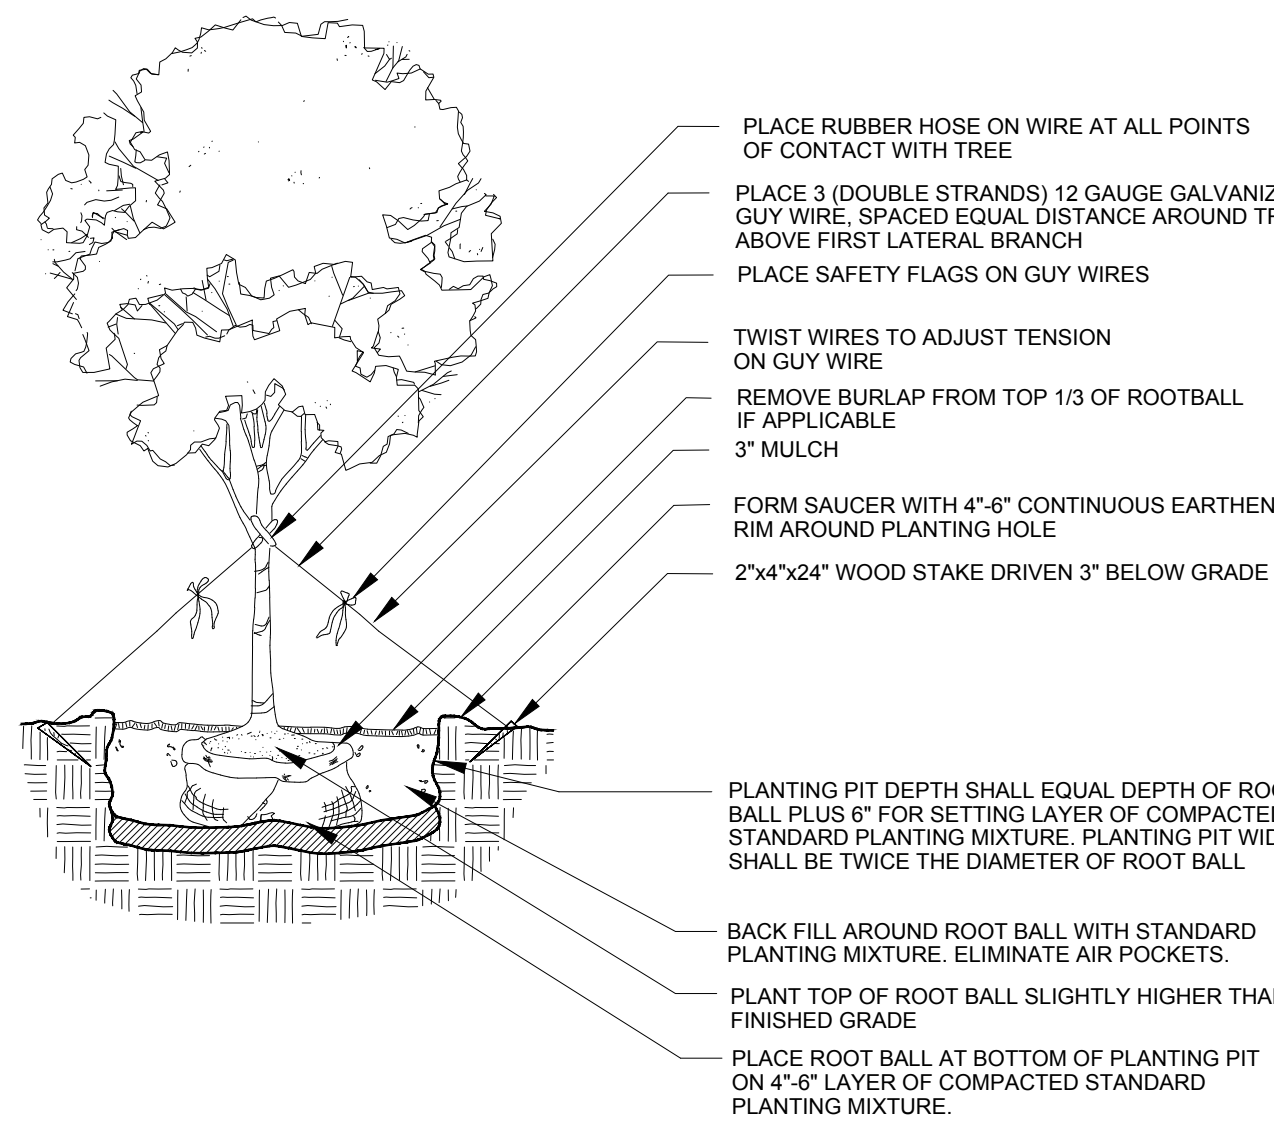 PLACE RUBBER HOSE ON WIRE AT ALL POINTS
OF CONTACT WITH TREE
PLACE 3 (DOUBLE STRANDS) 12 GAUGE GALVANIZ
GUY WIRE, SPACED EQUAL DISTANCE AROUND TR
ABOVE FIRST LATERAL BRANCH
PLACE SAFETY FLAGS ON GUY WIRES
TWIST WIRES TO ADJUST TENSION
ON GUY WIRE
REMOVE BURLAP FROM TOP 1/3 OF ROOTBALL
IF APPLICABLE
3" MULCH
FORM SAUCER WITH 4"-6" CONTINUOUS EARTHEN
RIM AROUND PLANTING HOLE
2"x4"x24" WOOD STAKE DRIVEN 3" BELOW GRADE
PLANTING PIT DEPTH SHALL EQUAL DEPTH OF ROO
BALL PLUS 6" FOR SETTING LAYER OF COMPACTED
STANDARD PLANTING MIXTURE. PLANTING PIT WID
SHALL BE TWICE THE DIAMETER OF ROOT BALL
BACK FILL AROUND ROOT BALL WITH STANDARD
PLANTING MIXTURE. ELIMINATE AIR POCKETS.
PLANT TOP OF ROOT BALL SLIGHTLY HIGHER THAN
FINISHED GRADE
PLACE ROOT BALL AT BOTTOM OF PLANTING PIT
ON 4"-6" LAYER OF COMPACTED STANDARD
PLANTING MIXTURE.